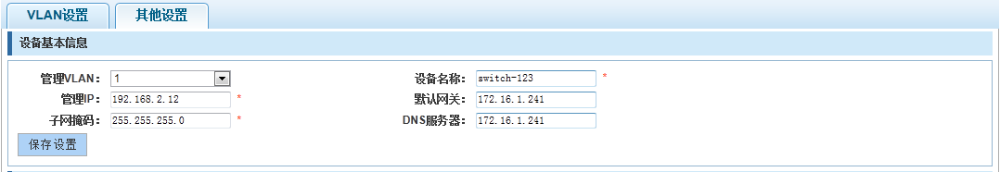 VLAN设置 其他设置
设备基本信息
管理VLAN： 1 设备名称： switch-123 *
管理IP： 192.168.2.12 * 默认网关： 172.16.1.241
子网掩码： 255.255.255.0 * DNS服务器： 172.16.1.241
保存设置